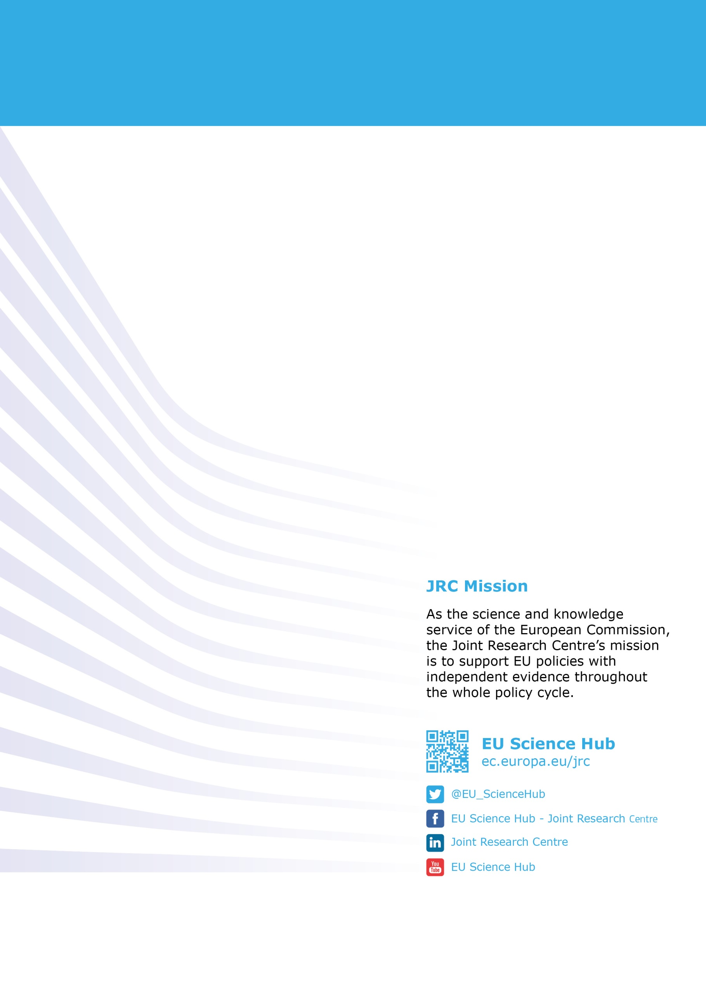 JRC Mission
As the science and knowledge
service of the European Commission,
the Joint Research Centre’s mission
is to support EU policies with
independent evidence throughout
the whole policy cycle.
EU Science Hub
ec.europa.eu/jrc
@EU_ScienceHub
f EU Science Hub - Joint Research Centre
in Joint Research Centre
You
Tube
EU Science Hub